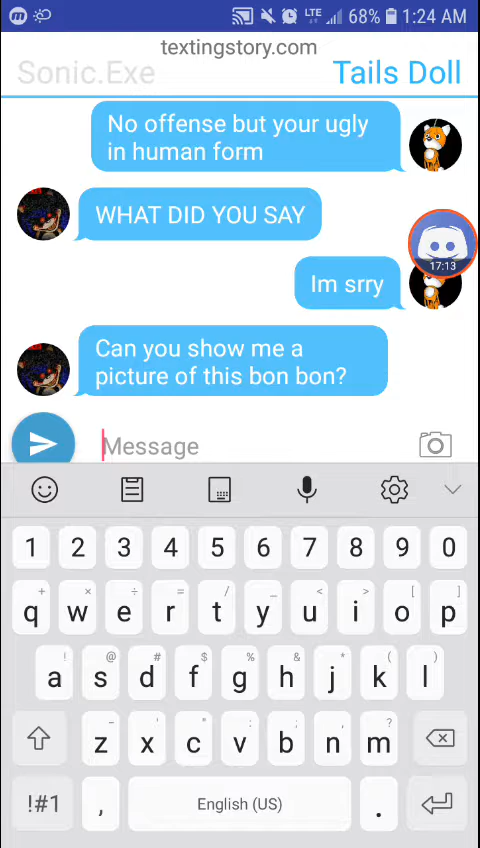 LTE 68% 1:24 AM
textingstory.com
Sonic.Exe Tails Doll
No offense but your ugly
in human form
WHAT DID YOU SAY
17:13
Im srry
Can you show me a
picture of this bon bon?
Message
1 2 3 4 5 6 7 8 9 0
+ × ÷ = / _ < > [ ]
q w e r t y u i o p
! @ # $ % & * ( )
a s d f g h j k l
- ' " : ; , ?
z x c v b n m
!#1 , English (US) .